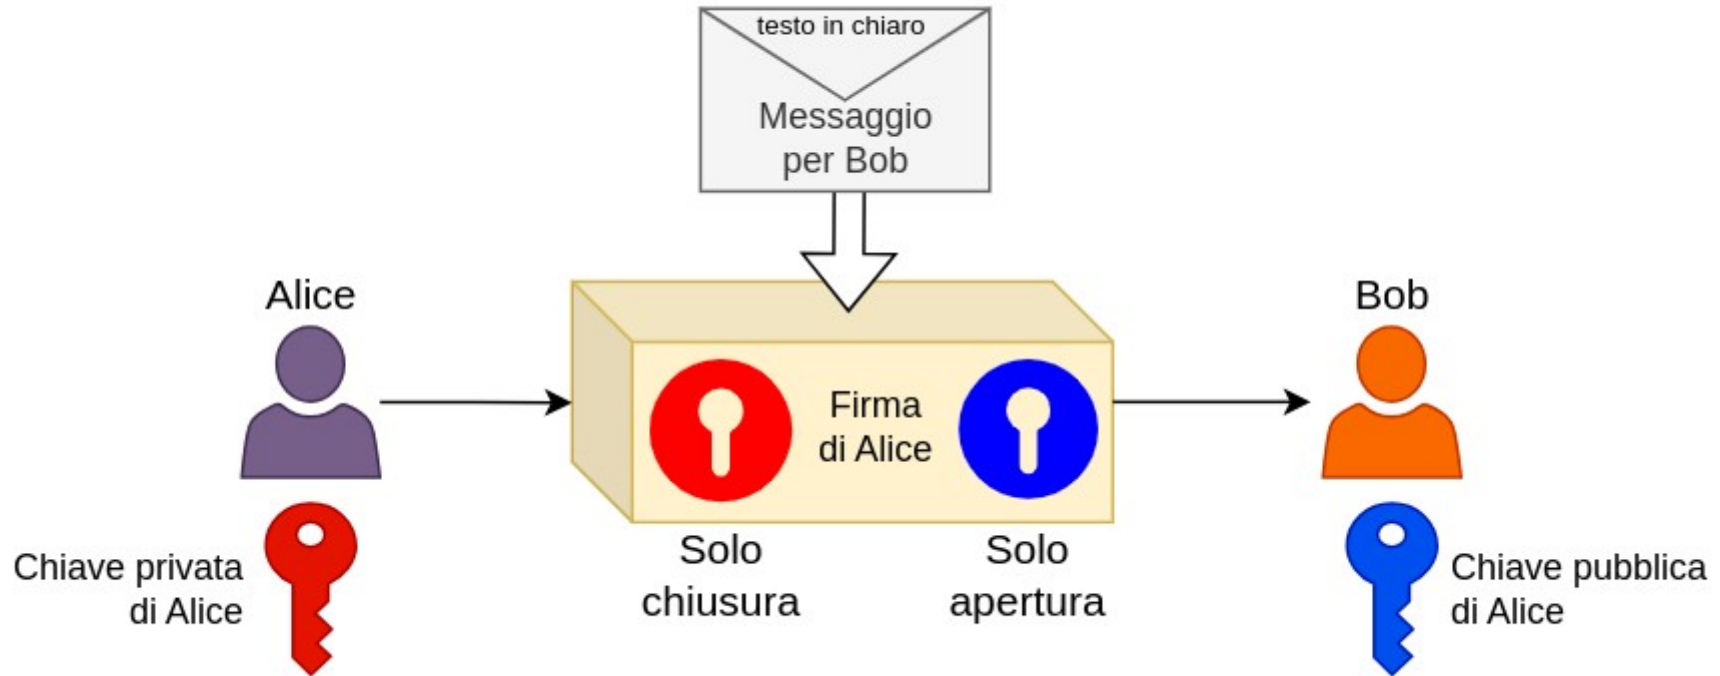 testo in chiaro
Messaggio
per Bob
Alice
Bob
Firma
di Alice
Solo
chiusura
Solo
apertura
Chiave privata
di Alice
Chiave pubblica
di Alice